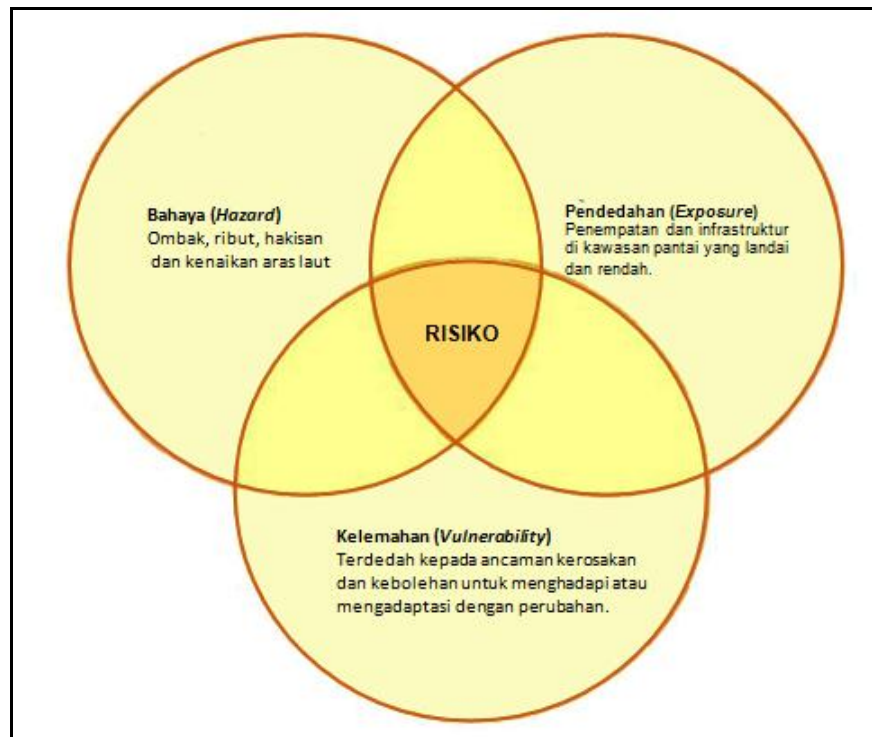 Bahaya (Hazard)
Ombak, ribut, hakisan
dan kenaikan aras laut
Pendedahan (Exposure)
Penempatan dan infrastruktur
di kawasan pantai yang landai
dan rendah.
RISIKO
Kelemahan (Vulnerability)
Terdedah kepada ancaman kerosakan
dan kebolehan untuk menghadapi atau
mengadaptasi dengan perubahan.